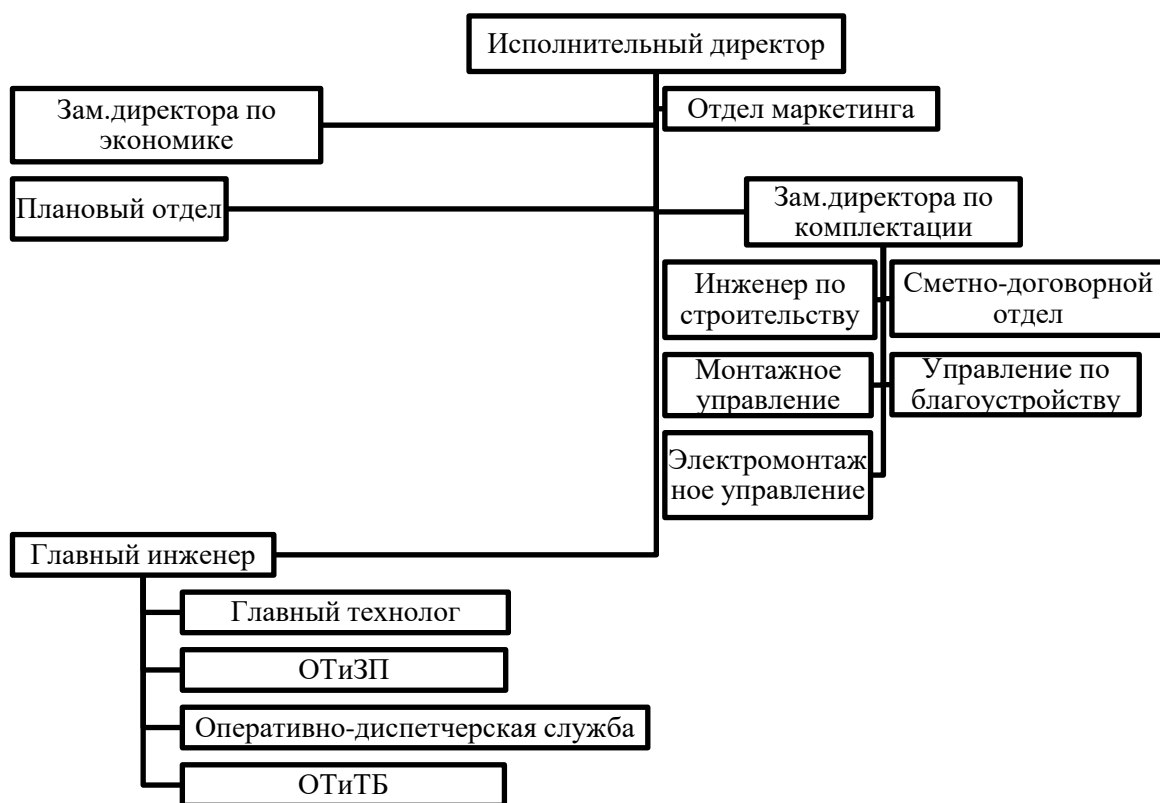 Исполнительный директор
Зам.директора по
экономике
Отдел маркетинга
Плановый отдел
Зам.директора по
комплектации
Инженер по
строительству
Сметно-договорной
отдел
Монтажное
управление
Управление по
благоустройству
Электромонтаж
ное управление
Главный инженер
Главный технолог
ОТиЗП
Оперативно-диспетчерская служба
ОТиТБ